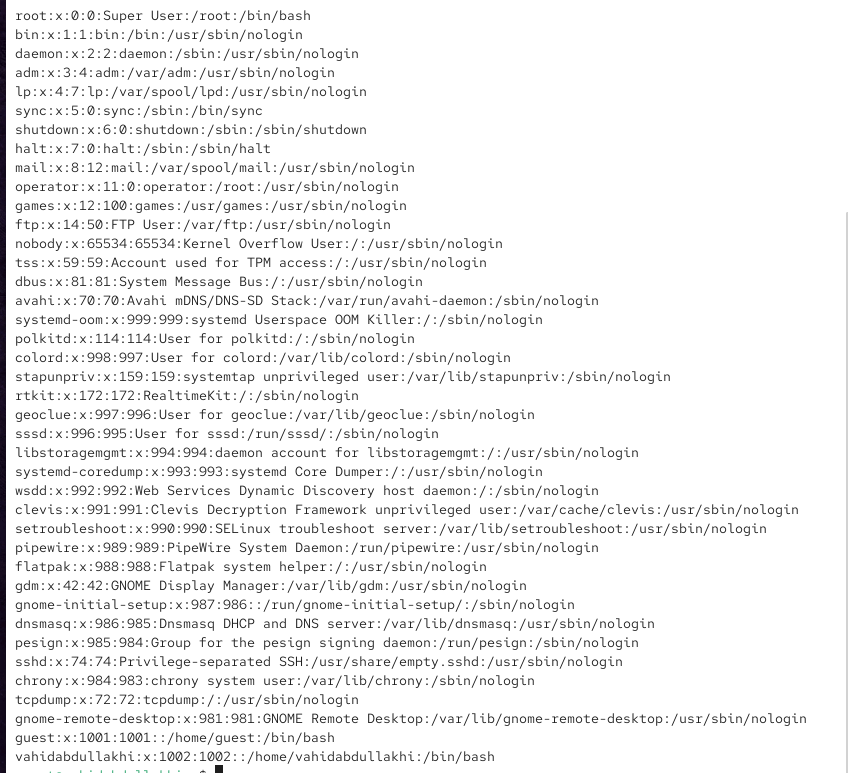 root:x:0:0:Super User:/root:/bin/bash
bin:x:1:1:bin:/bin:/usr/sbin/nologin
daemon:x:2:2:daemon:/sbin:/usr/sbin/nologin
adm:x:3:4:adm:/var/adm:/usr/sbin/nologin
lp:x:4:7:lp:/var/spool/lpd:/usr/sbin/nologin
sync:x:5:0:sync:/sbin:/bin/sync
shutdown:x:6:0:shutdown:/sbin:/sbin/shutdown
halt:x:7:0:halt:/sbin:/sbin/halt
mail:x:8:12:mail:/var/spool/mail:/usr/sbin/nologin
operator:x:11:0:operator:/root:/usr/sbin/nologin
games:x:12:100:games:/usr/games:/usr/sbin/nologin
ftp:x:14:50:FTP User:/var/ftp:/usr/sbin/nologin
nobody:x:65534:65534:Kernel Overflow User:/:/usr/sbin/nologin
tss:x:59:59:Account used for TPM access:/:/usr/sbin/nologin
dbus:x:81:81:System Message Bus:/:/usr/sbin/nologin
avahi:x:70:70:Avahi mDNS/DNS-SD Stack:/var/run/avahi-daemon:/sbin/nologin
systemd-oom:x:999:999:systemd Userspace OOM Killer:/:/usr/sbin/nologin
polkitd:x:114:114:User for polkitd:/:/sbin/nologin
colord:x:998:997:User for colord:/var/lib/colord:/sbin/nologin
stapunpriv:x:159:159:systemtap unprivileged user:/var/lib/stapunpriv:/sbin/nologin
rtkit:x:172:172:RealtimeKit:/:/sbin/nologin
geoclue:x:997:996:User for geoclue:/var/lib/geoclue:/sbin/nologin
sssd:x:996:995:User for sssd:/run/sssd/:/sbin/nologin
libstoragemgmt:x:994:994:daemon account for libstoragemgmt:/:/usr/sbin/nologin
systemd-coredump:x:993:993:systemd Core Dumper:/:/usr/sbin/nologin
wsdd:x:992:992:Web Services Dynamic Discovery host daemon:/:/sbin/nologin
clevis:x:991:991:Clevis Decryption Framework unprivileged user:/var/cache/clevis:/usr/sbin/nologin
setroubleshoot:x:990:990:SELinux troubleshoot server:/var/lib/setroubleshoot:/usr/sbin/nologin
pipewire:x:989:989:PipeWire System Daemon:/run/pipewire:/usr/sbin/nologin
flatpak:x:988:988:Flatpak system helper:/:/usr/sbin/nologin
gdm:x:42:42:GNOME Display Manager:/var/lib/gdm:/usr/sbin/nologin
gnome-initial-setup:x:987:986::/run/gnome-initial-setup/:/sbin/nologin
dnsmasq:x:986:985:Dnsmasq DHCP and DNS server:/var/lib/dnsmasq:/usr/sbin/nologin
pesign:x:985:984:Group for the pesign signing daemon:/run/pesign:/sbin/nologin
sshd:x:74:74:Privilege-separated SSH:/usr/share/empty.sshd:/usr/sbin/nologin
chrony:x:984:983:chrony system user:/var/lib/chrony:/sbin/nologin
tcpdump:x:72:72:tcpdump:/:/usr/sbin/nologin
gnome-remote-desktop:x:981:981:GNOME Remote Desktop:/var/lib/gnome-remote-desktop:/usr/sbin/nologin
guest:x:1001:1001::/home/guest:/bin/bash
vahidabdullakhi:x:1002:1002::/home/vahidabdullakhi:/bin/bash